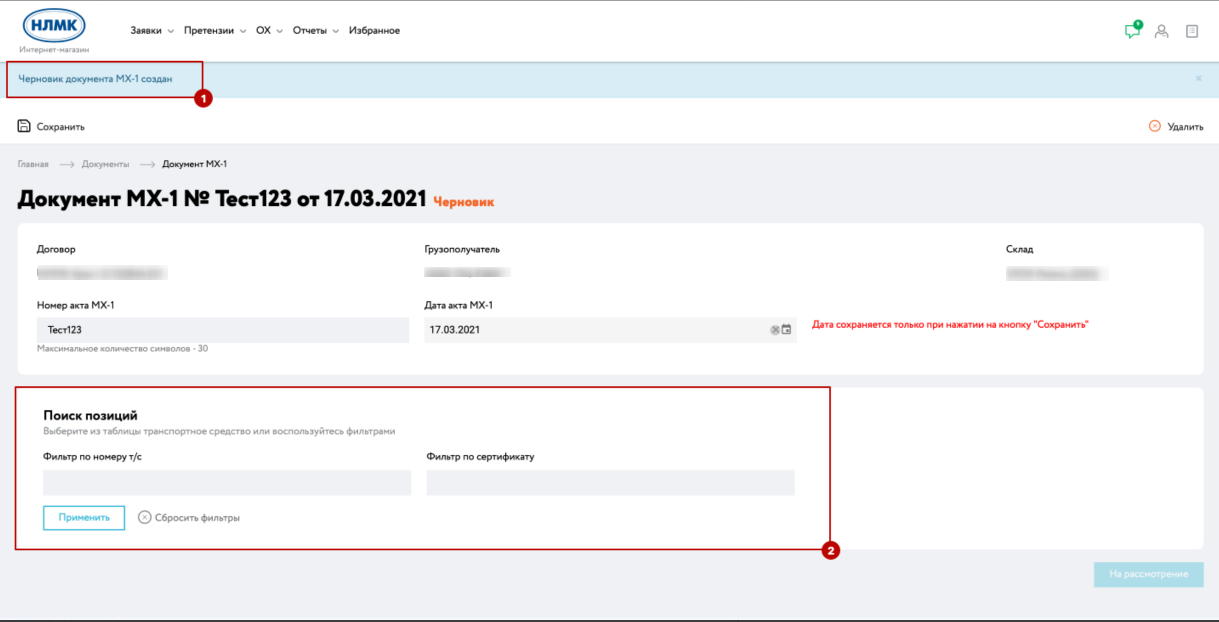 НЛМК
Интернет-магазин
Заявки Претензии ОХ Отчеты Избранное
9
Черновик документа МХ-1 создан
1
Сохранить Удалить
Главная Документы Документ МХ-1
Документ МХ-1 № Тест123 от 17.03.2021 Черновик
Договор Грузополучатель Склад
Номер акта МХ-1 Дата акта МХ-1
Тест123 17.03.2021 Дата сохраняется только при нажатии на кнопку "Сохранить"
Максимальное количество символов - 30
Поиск позиций
Выберите из таблицы транспортное средство или воспользуйтесь фильтрами
Фильтр по номеру т/с Фильтр по сертификату
Применить Сбросить фильтры
2
На рассмотрение